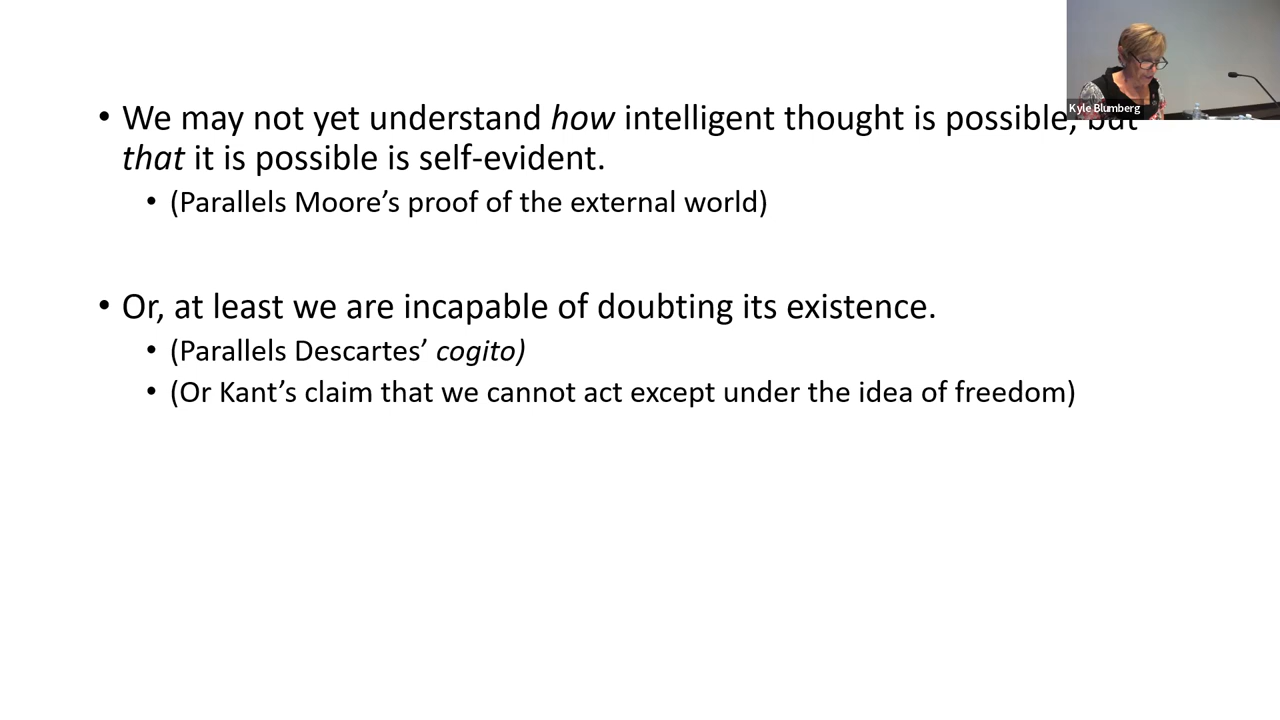 • We may not yet understand how intelligent thought is possible, but
that it is possible is self-evident.
• (Parallels Moore’s proof of the external world)
• Or, at least we are incapable of doubting its existence.
• (Parallels Descartes’ cogito)
• (Or Kant’s claim that we cannot act except under the idea of freedom)
Kyle Blumberg